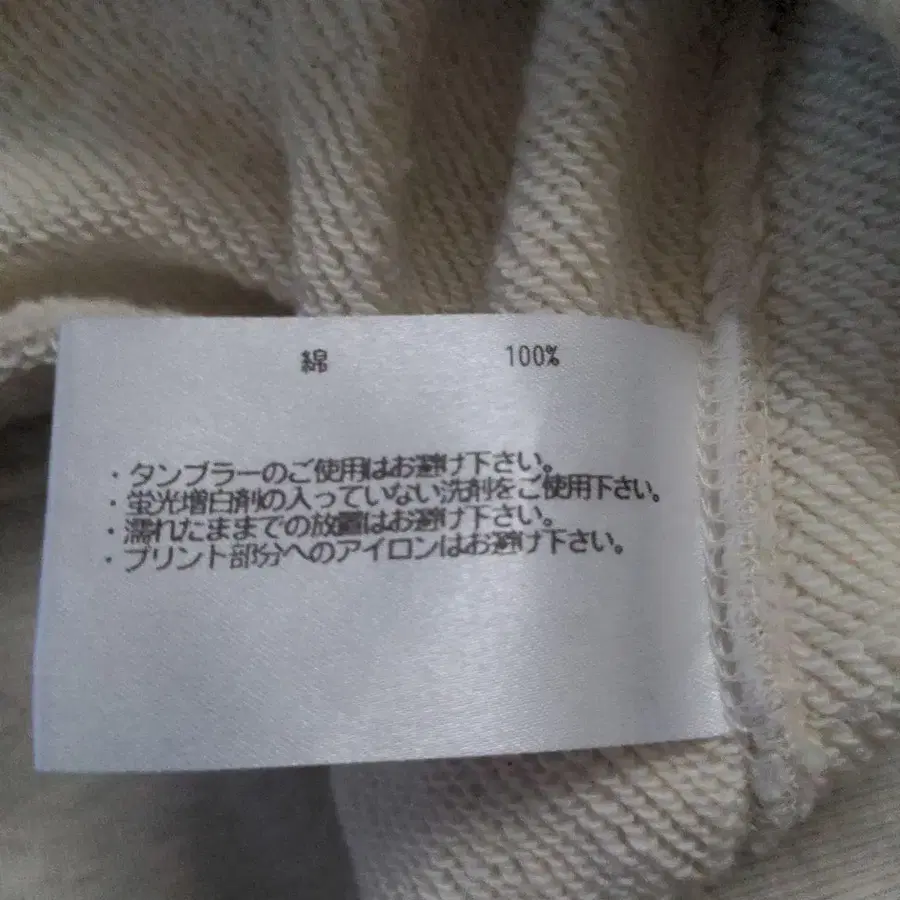 綿 100%
・タンブラーのご使用はお避け下さい。
・蛍光増白剤の入っていない洗剤をご使用下さい。
・濡れたままでの放置はお避け下さい。
・プリント部分へのアイロンはお避け下さい。